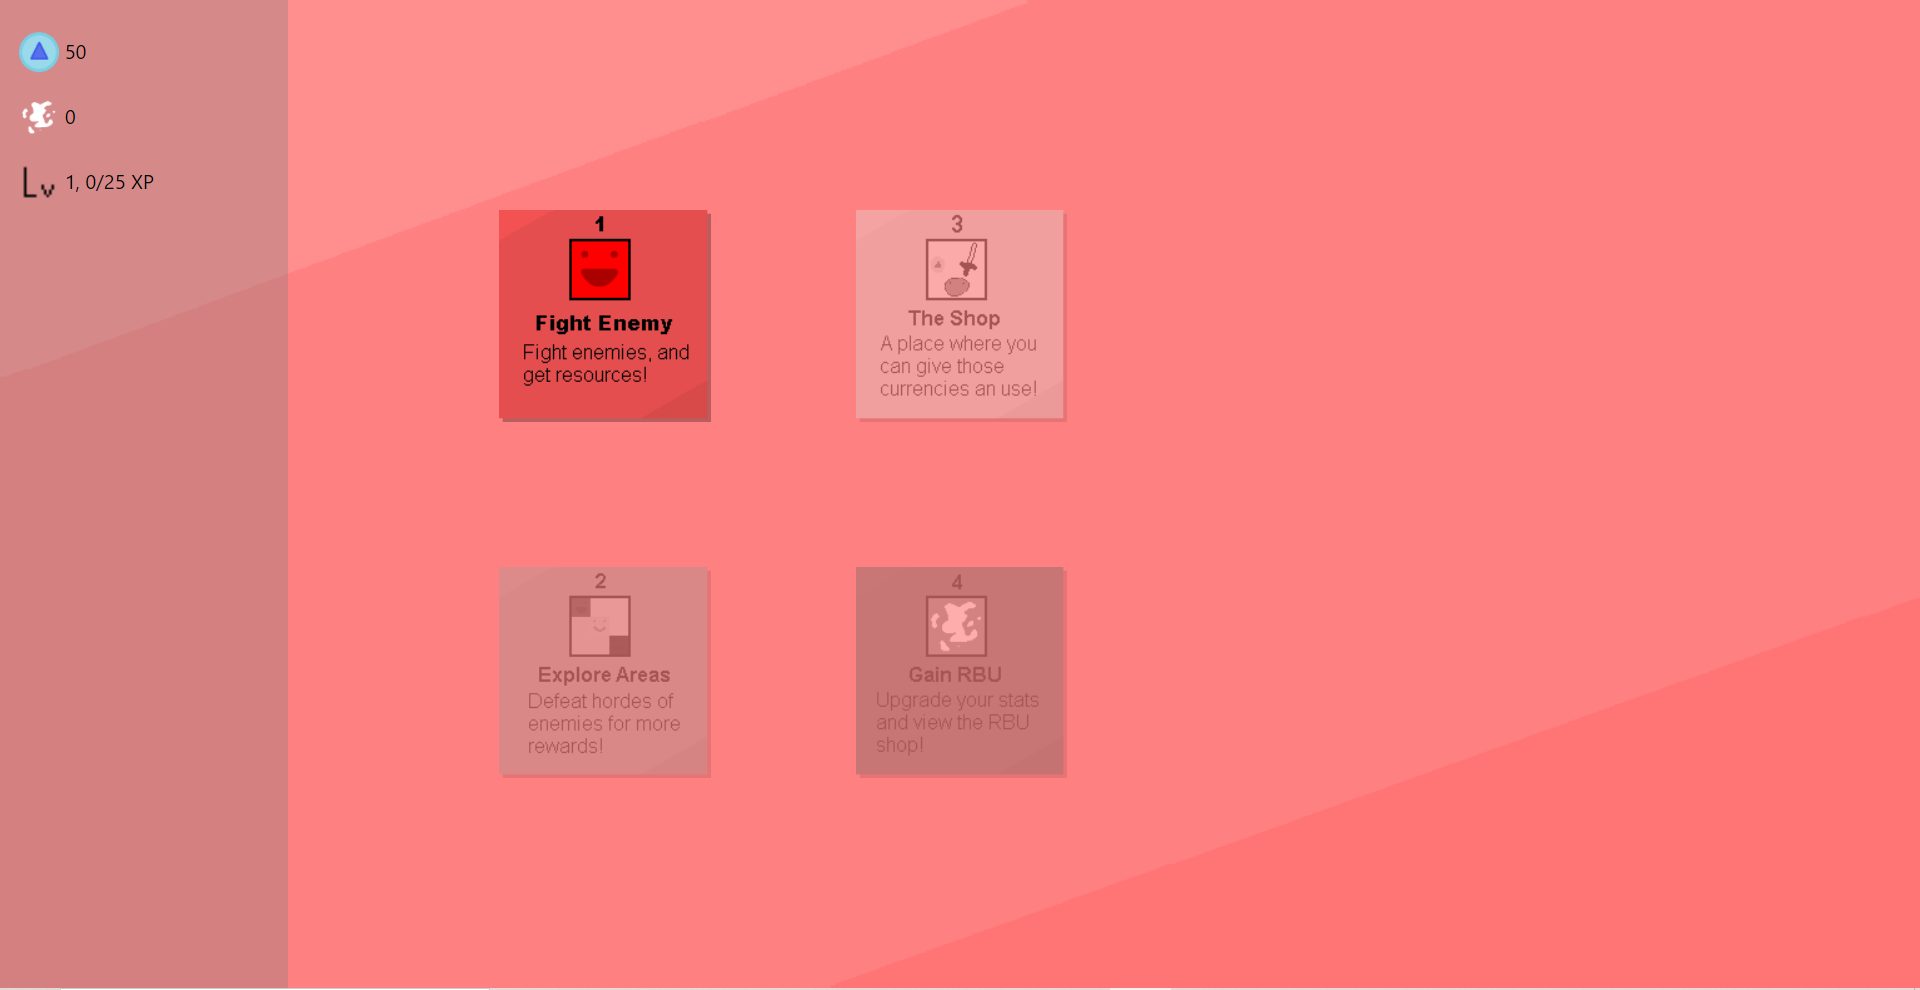 50
0
Lv 1, 0/25 XP
1
Fight Enemy
Fight enemies, and
get resources!
3
The Shop
A place where you
can give those
currencies an use!
2
Explore Areas
Defeat hordes of
enemies for more
rewards!
4
Gain RBU
Upgrade your stats
and view the RBU
shop!